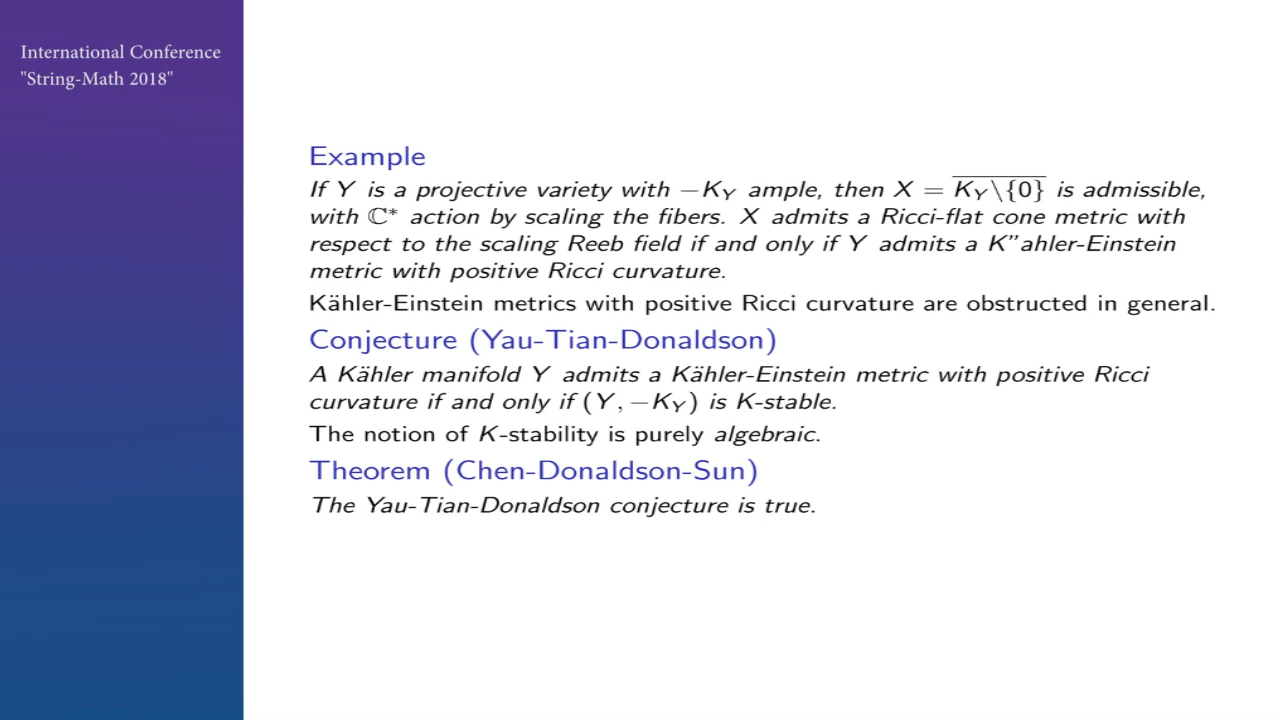 International Conference
"String-Math 2018"
Example
If Y is a projective variety with −K_Y ample, then X = \overline{K_Y\{0}} is admissible,
with ℂ* action by scaling the fibers. X admits a Ricci-flat cone metric with
respect to the scaling Reeb field if and only if Y admits a K”ahler-Einstein
metric with positive Ricci curvature.
Kähler-Einstein metrics with positive Ricci curvature are obstructed in general.
Conjecture (Yau-Tian-Donaldson)
A Kähler manifold Y admits a Kähler-Einstein metric with positive Ricci
curvature if and only if (Y, −K_Y) is K-stable.
The notion of K-stability is purely algebraic.
Theorem (Chen-Donaldson-Sun)
The Yau-Tian-Donaldson conjecture is true.